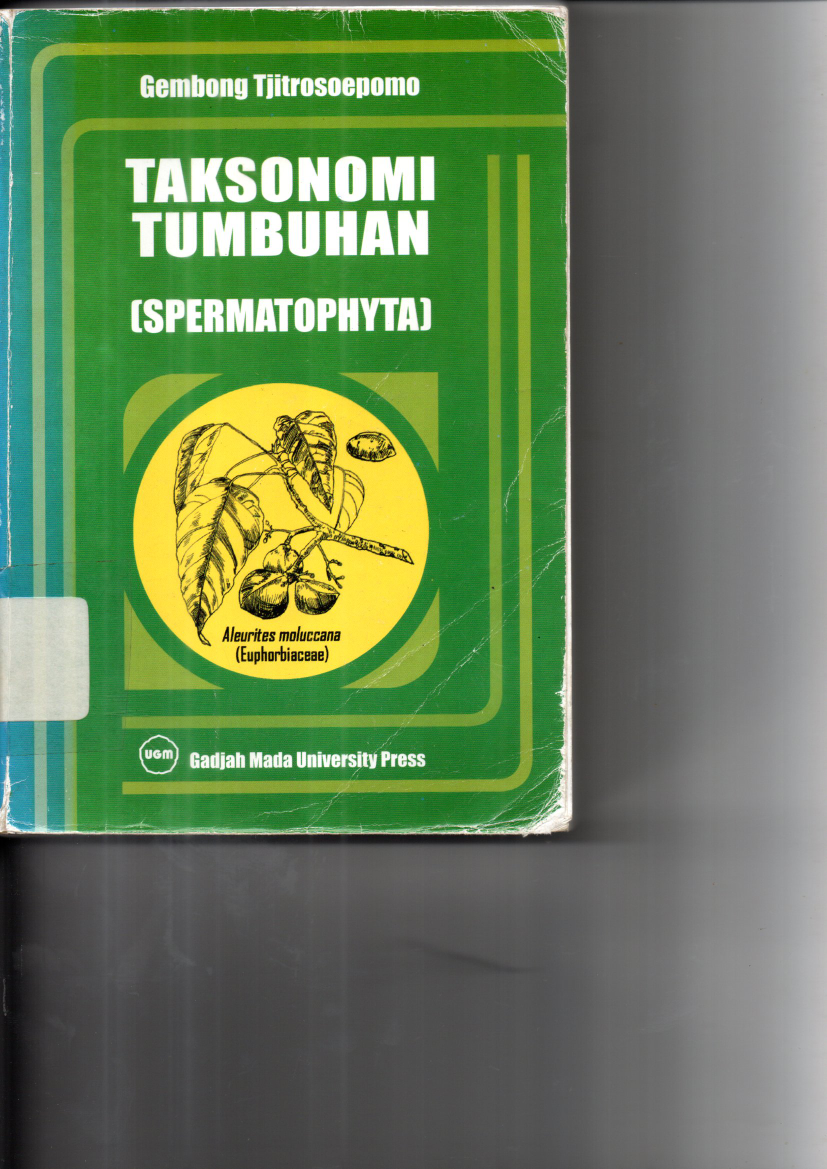 Gembong Tjitrosoepomo
TAKSONOMI
TUMBUHAN
(SPERMATOPHYTA)
Aleurites moluccana
(Euphorbiaceae)
UGM Gadjah Mada University Press